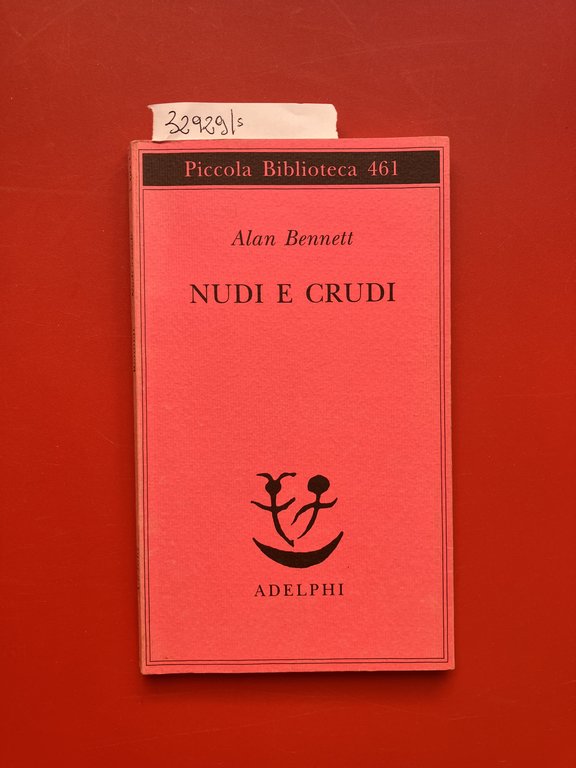 32929/s
Piccola Biblioteca 461
Alan Bennett
NUDI E CRUDI
ADELPHI